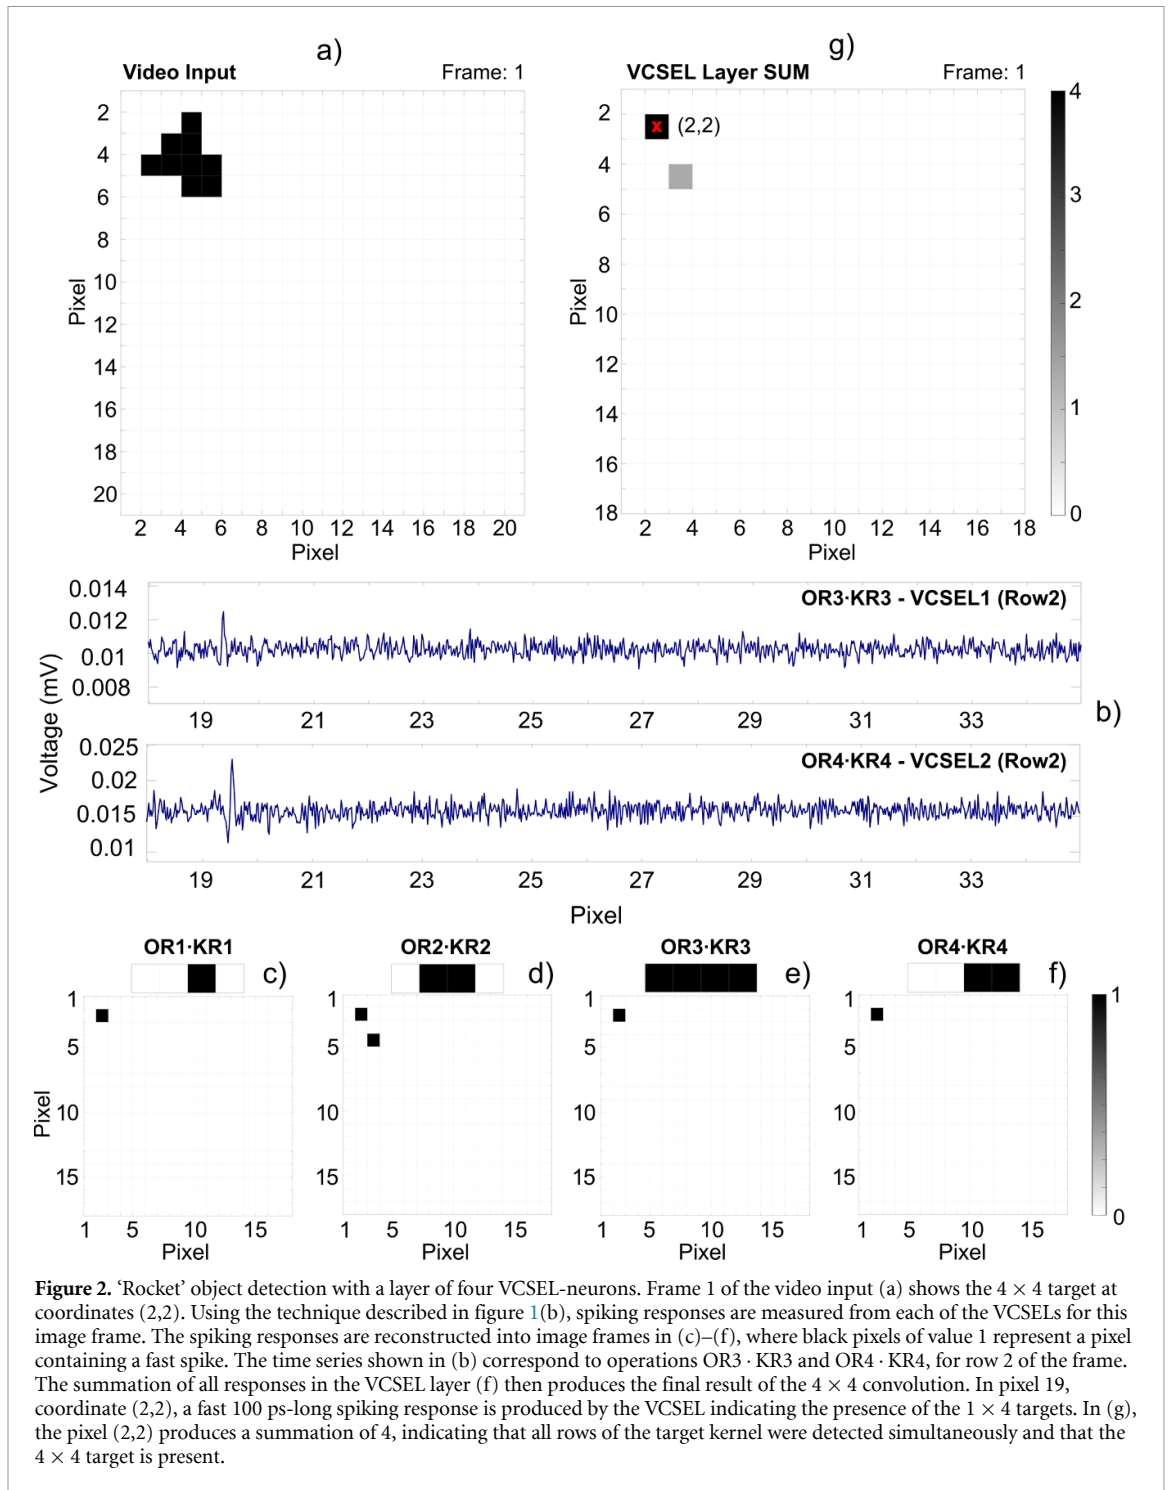 a)
Video Input Frame: 1
2
4
6
8
10
12
14
16
18
20
Pixel
2 4 6 8 10 12 14 16 18 20
Pixel
g)
VCSEL Layer SUM Frame: 1
2
4
6
8
10
12
14
16
18
Pixel
x (2,2)
2 4 6 8 10 12 14 16 18
Pixel
4
3
2
1
0
Voltage (mV)
0.014
0.012
0.01
0.008
OR3·KR3 - VCSEL1 (Row2)
19 21 23 25 27 29 31 33
b)
0.025
0.02
0.015
0.01
OR4·KR4 - VCSEL2 (Row2)
19 21 23 25 27 29 31 33
Pixel
OR1·KR1
c)
1
5
10
15
Pixel
1 5 10 15
Pixel
OR2·KR2
d)
1
5
10
15
1 5 10 15
Pixel
OR3·KR3
e)
1
5
10
15
1 5 10 15
Pixel
OR4·KR4
f)
1
5
10
15
1 5 10 15
Pixel
1
0
Figure 2. ‘Rocket’ object detection with a layer of four VCSEL-neurons. Frame 1 of the video input (a) shows the 4 × 4 target at
coordinates (2,2). Using the technique described in figure 1(b), spiking responses are measured from each of the VCSELs for this
image frame. The spiking responses are reconstructed into image frames in (c)–(f), where black pixels of value 1 represent a pixel
containing a fast spike. The time series shown in (b) correspond to operations OR3 · KR3 and OR4 · KR4, for row 2 of the frame.
The summation of all responses in the VCSEL layer (f) then produces the final result of the 4 × 4 convolution. In pixel 19,
coordinate (2,2), a fast 100 ps-long spiking response is produced by the VCSEL indicating the presence of the 1 × 4 targets. In (g),
the pixel (2,2) produces a summation of 4, indicating that all rows of the target kernel were detected simultaneously and that the
4 × 4 target is present.